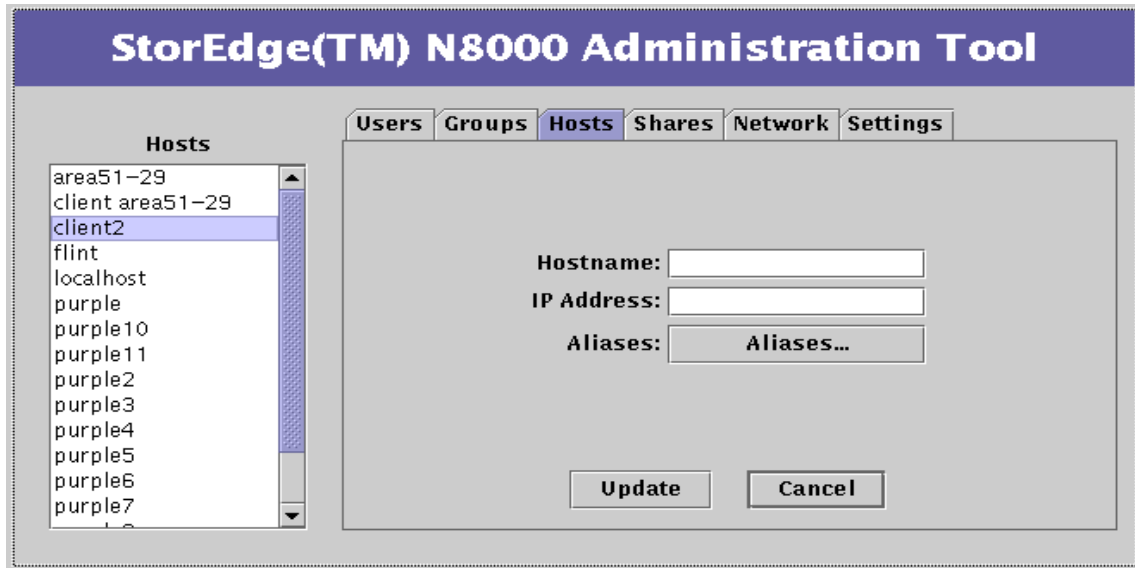 StorEdge(TM) N8000 Administration Tool
Users Groups Hosts Shares Network Settings
Hosts
area51-29
client area51-29
client2
flint
localhost
purple
purple10
purple11
purple2
purple3
purple4
purple5
purple6
purple7
Hostname:
IP Address:
Aliases: Aliases...
Update Cancel